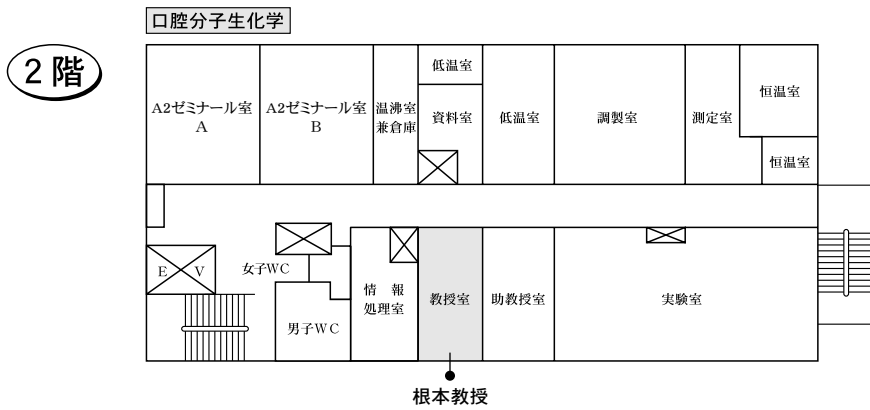 口腔分子生化学
2階
A2ゼミナール室
A
A2ゼミナール室
B
温沸室
兼倉庫
低温室
資料室
低温室
調製室
測定室
恒温室
恒温室
E V
女子WC
男子WC
情 報
処理室
教授室
助教授室
実験室
根本教授